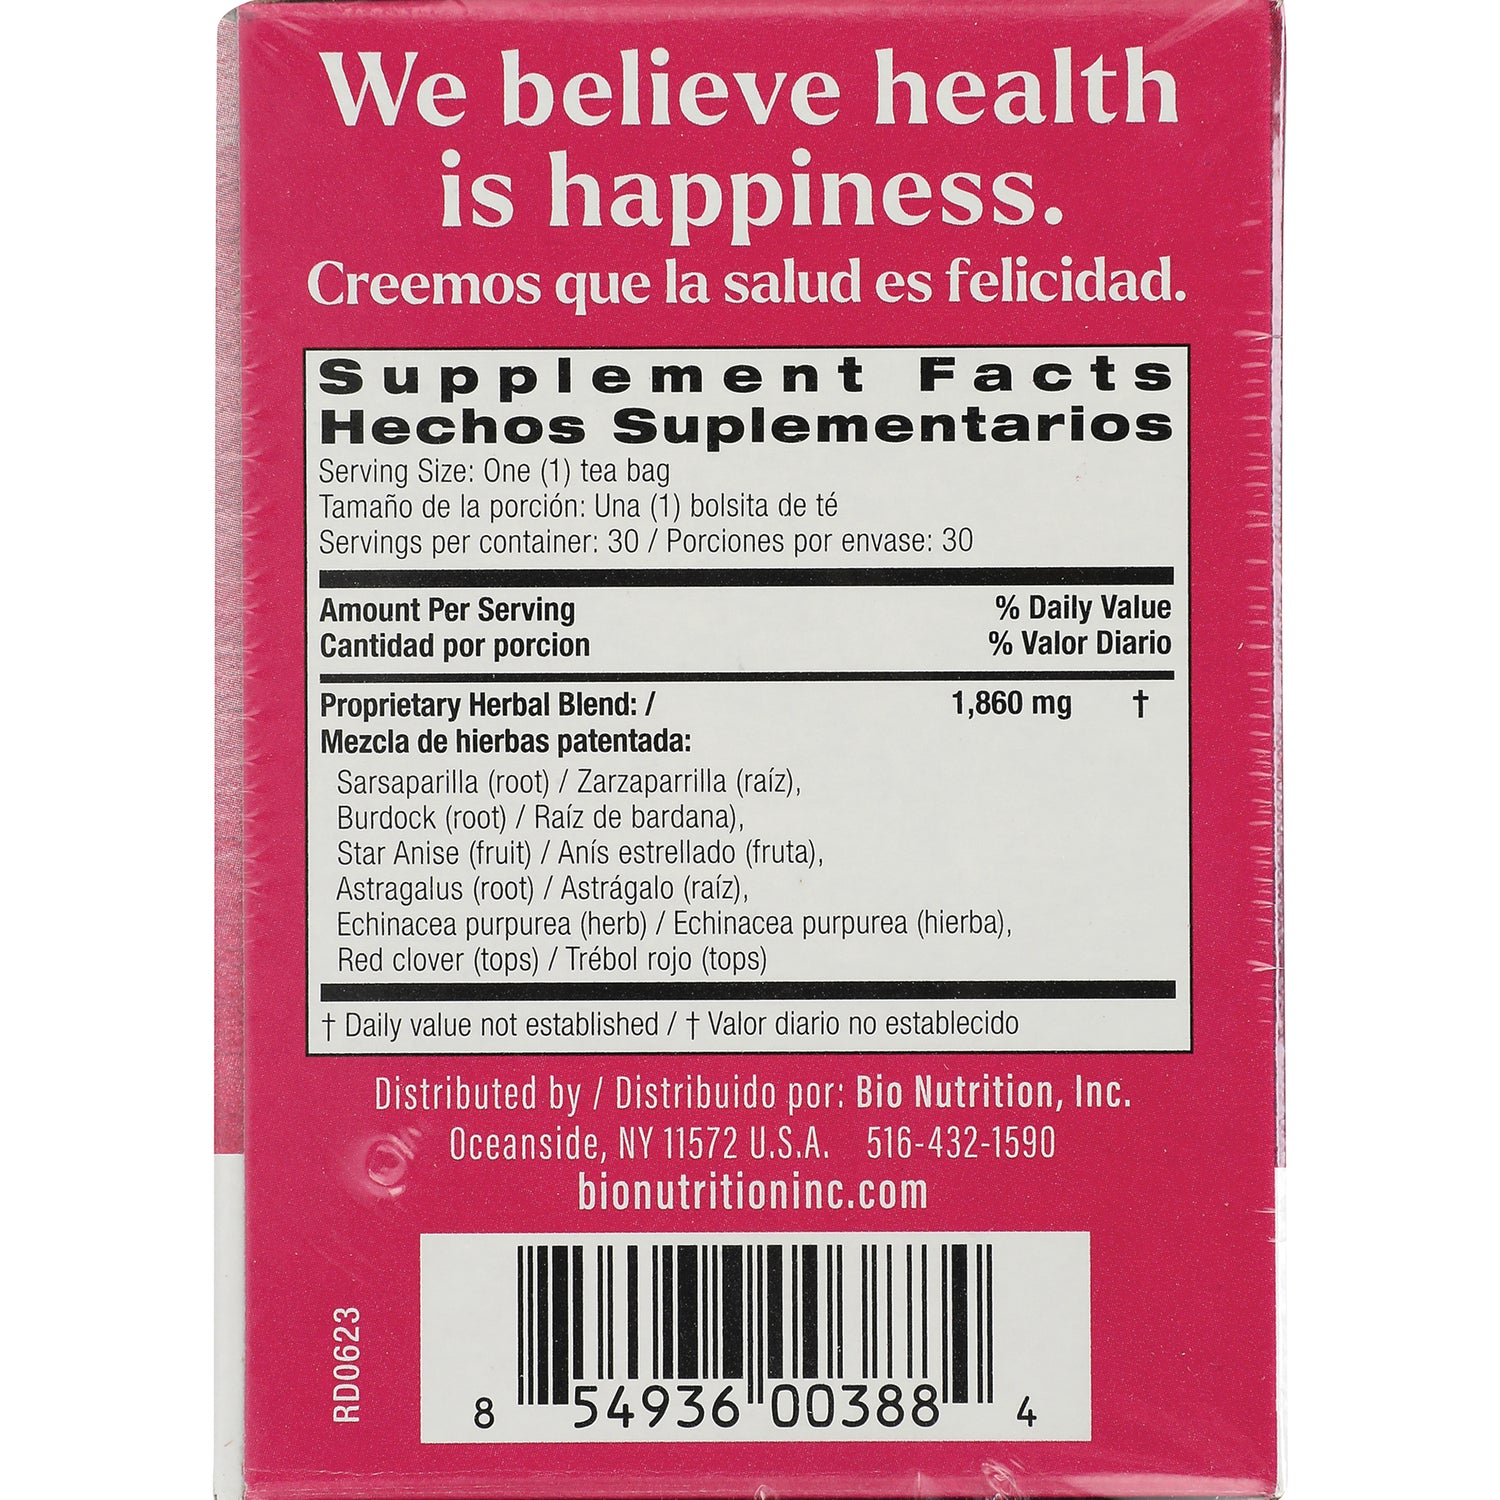 We believe health
is happiness.
Creemos que la salud es felicidad.
Supplement Facts
Hechos Suplementarios
Serving Size: One (1) tea bag
Tamaño de la porción: Una (1) bolsita de té
Servings per container: 30 / Porciones por envase: 30
Amount Per Serving % Daily Value
Cantidad por porcion % Valor Diario
Proprietary Herbal Blend: / 1,860 mg †
Mezcla de hierbas patentada:
Sarsaparilla (root) / Zarzaparrilla (raíz),
Burdock (root) / Raíz de bardana),
Star Anise (fruit) / Anís estrellado (fruta),
Astragalus (root) / Astrágalo (raíz),
Echinacea purpurea (herb) / Echinacea purpurea (hierba),
Red clover (tops) / Trébol rojo (tops)
† Daily value not established / † Valor diario no establecido
Distributed by / Distribuido por: Bio Nutrition, Inc.
Oceanside, NY 11572 U.S.A. 516-432-1590
bionutritioninc.com
RD0623
8 54936 00388 4